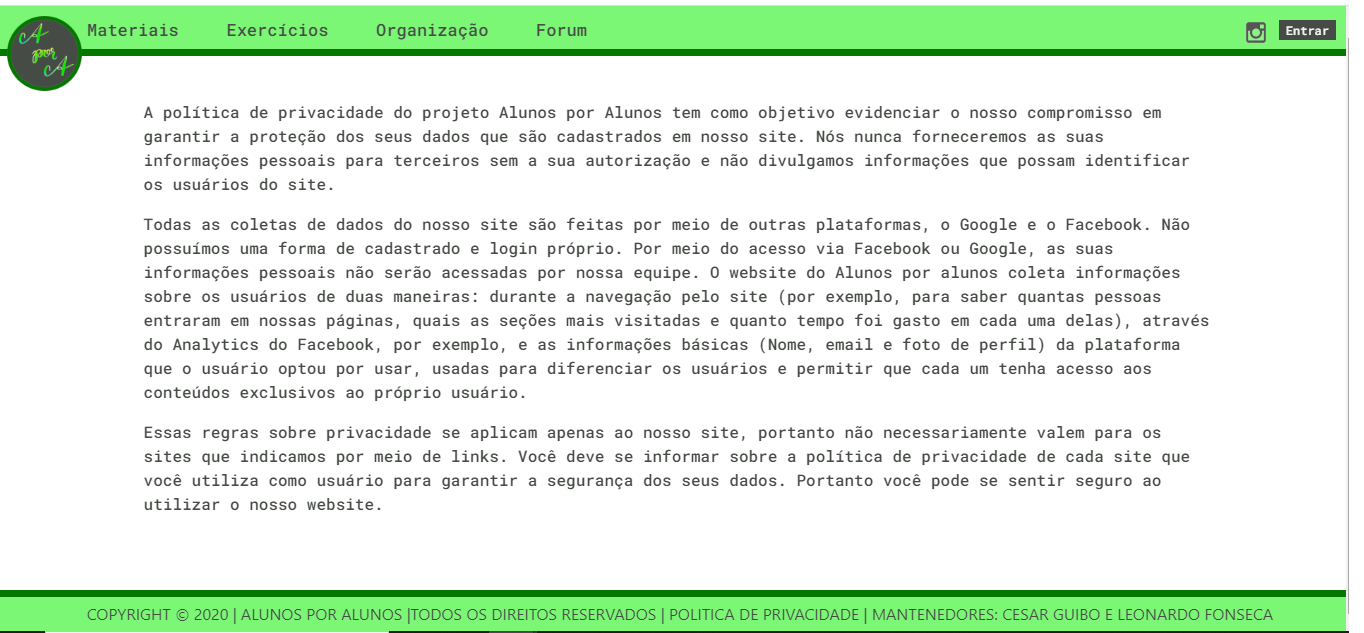 Materiais Exercícios Organização Forum Entrar
cA
por
cA
A política de privacidade do projeto Alunos por Alunos tem como objetivo evidenciar o nosso compromisso em
garantir a proteção dos seus dados que são cadastrados em nosso site. Nós nunca forneceremos as suas
informações pessoais para terceiros sem a sua autorização e não divulgamos informações que possam identificar
os usuários do site.
Todas as coletas de dados do nosso site são feitas por meio de outras plataformas, o Google e o Facebook. Não
possuímos uma forma de cadastrado e login próprio. Por meio do acesso via Facebook ou Google, as suas
informações pessoais não serão acessadas por nossa equipe. O website do Alunos por alunos coleta informações
sobre os usuários de duas maneiras: durante a navegação pelo site (por exemplo, para saber quantas pessoas
entraram em nossas páginas, quais as seções mais visitadas e quanto tempo foi gasto em cada uma delas), através
do Analytics do Facebook, por exemplo, e as informações básicas (Nome, email e foto de perfil) da plataforma
que o usuário optou por usar, usadas para diferenciar os usuários e permitir que cada um tenha acesso aos
conteúdos exclusivos ao próprio usuário.
Essas regras sobre privacidade se aplicam apenas ao nosso site, portanto não necessariamente valem para os
sites que indicamos por meio de links. Você deve se informar sobre a política de privacidade de cada site que
você utiliza como usuário para garantir a segurança dos seus dados. Portanto você pode se sentir seguro ao
utilizar o nosso website.
COPYRIGHT © 2020 | ALUNOS POR ALUNOS |TODOS OS DIREITOS RESERVADOS | POLITICA DE PRIVACIDADE | MANTENEDORES: CESAR GUIBO E LEONARDO FONSECA